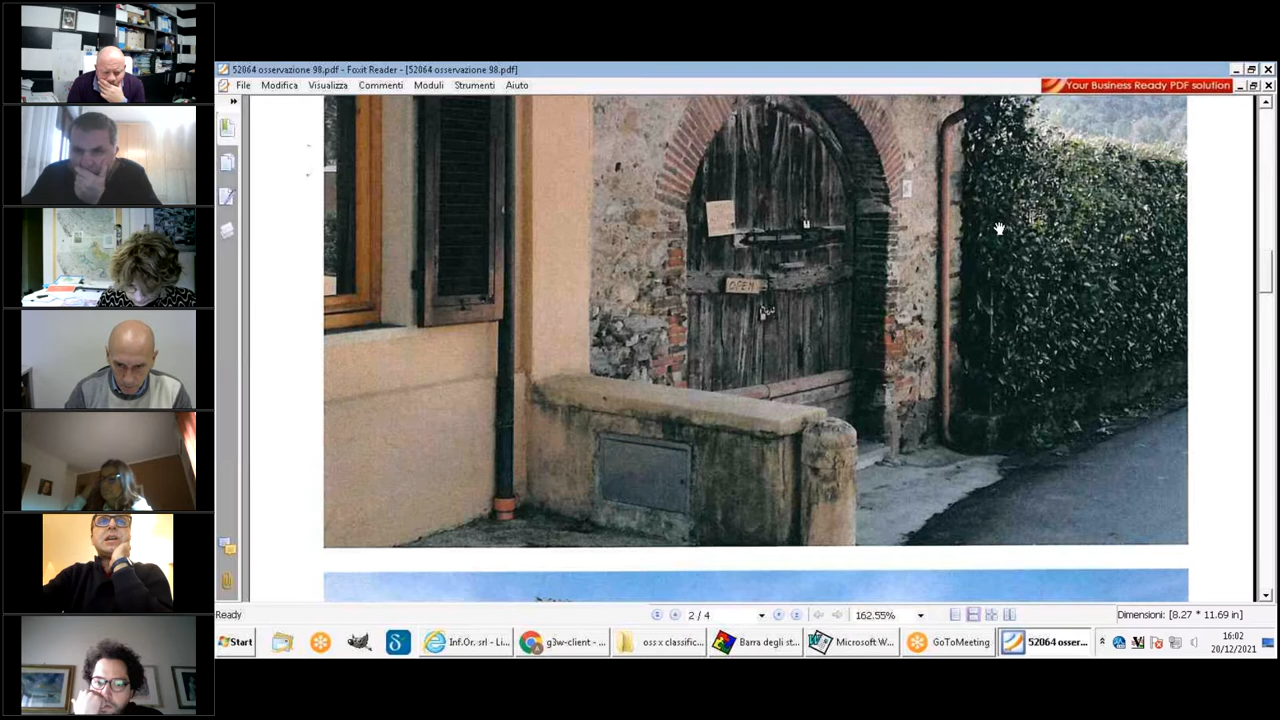 52064 osservazione 98.pdf - Foxit Reader - [52064 osservazione 98.pdf]
File Modifica Visualizza Commenti Moduli Strumenti Aiuto
Your Business Ready PDF solution
OPEN
Ready
2 / 4
162.55%
Dimensioni: [8.27 * 11.69 in]
Start
Inf.Or. srl - Li...
g3w-client - ...
oss x classific...
Barra degli st...
Microsoft W...
GoToMeeting
52064 osser...
16:02
20/12/2021